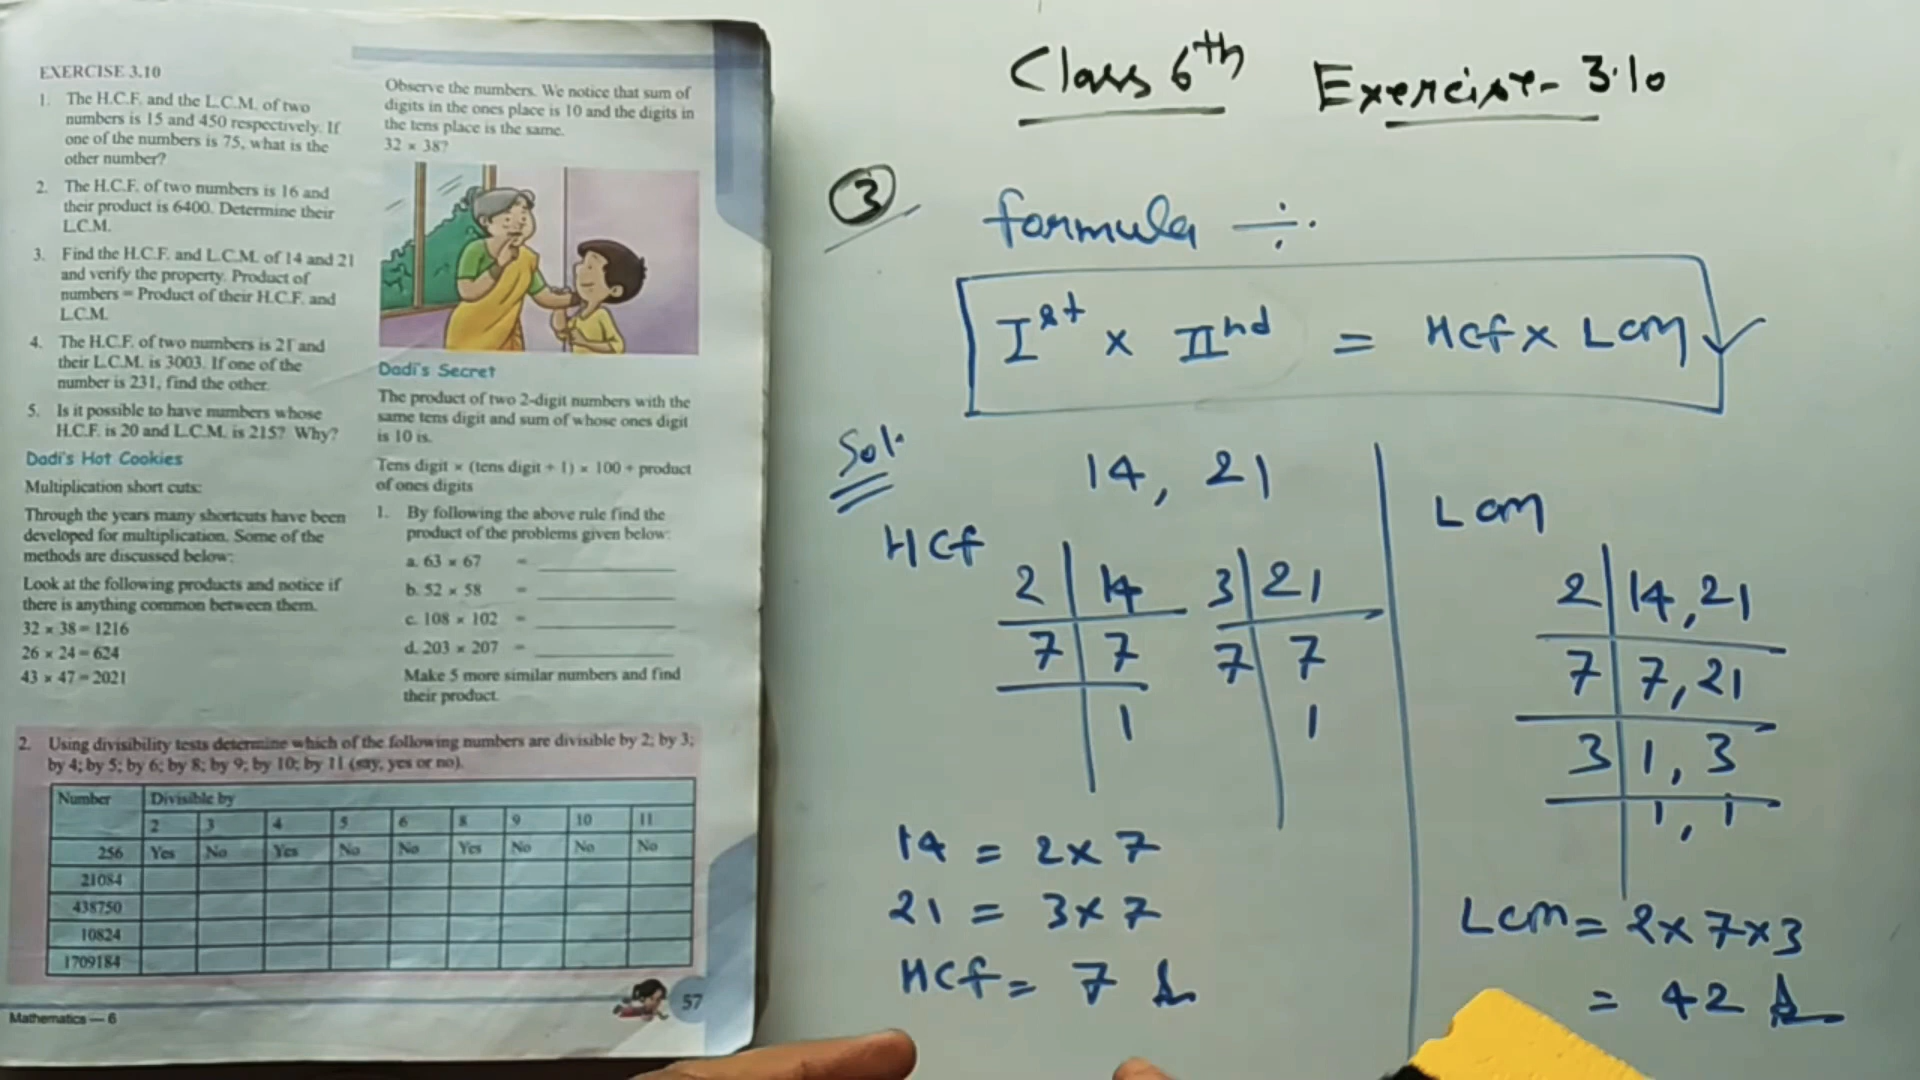 EXERCISE 3.10
1. The H.C.F. and the L.C.M. of two
numbers is 15 and 450 respectively. If
one of the numbers is 75, what is the
other number?
2. The H.C.F. of two numbers is 16 and
their product is 6400. Determine their
L.C.M.
3. Find the H.C.F. and L.C.M. of 14 and 21
and verify the property. Product of
numbers = Product of their H.C.F. and
L.C.M.
4. The H.C.F. of two numbers is 21 and
their L.C.M. is 3003. If one of the
number is 231, find the other.
5. Is it possible to have numbers whose
H.C.F. is 20 and L.C.M. is 215? Why?
Dadi's Hot Cookies
Multiplication short cuts:
Through the years many shortcuts have been
developed for multiplication. Some of the
methods are discussed below:
Look at the following products and notice if
there is anything common between them.
32 × 38 = 1216
26 × 24 = 624
43 × 47 = 2021
Observe the numbers. We notice that sum of
digits in the ones place is 10 and the digits in
the tens place is the same.
32 × 38?
Dadi's Secret
The product of two 2-digit numbers with the
same tens digit and sum of whose ones digit
is 10 is.
Tens digit × (tens digit + 1) × 100 + product
of ones digits
1. By following the above rule find the
product of the problems given below:
a. 63 × 67 =
b. 52 × 58 =
c. 108 × 102 =
d. 203 × 207 =
Make 5 more similar numbers and find
their product.
2. Using divisibility tests determine which of the following numbers are divisible by 2; by 3;
by 4; by 5; by 6; by 8; by 9; by 10; by 11 (say, yes or no).
Number Divisible by
2 3 4 5 6 8 9 10 11
256 Yes No Yes No No Yes No No No
21084
438750
10824
1709184
57
Mathematics — 6
Class 6th Exercise - 3.10
3
formula ÷.
Ist × IInd = HCf × LCM
Sol.
14, 21
HCf
2 14 3 21
7 7 7 7
1 1
14 = 2×7
21 = 3×7
HCf = 7
LCM
2 14, 21
7 7, 21
3 1, 3
1, 1
LCM = 2×7×3
= 42